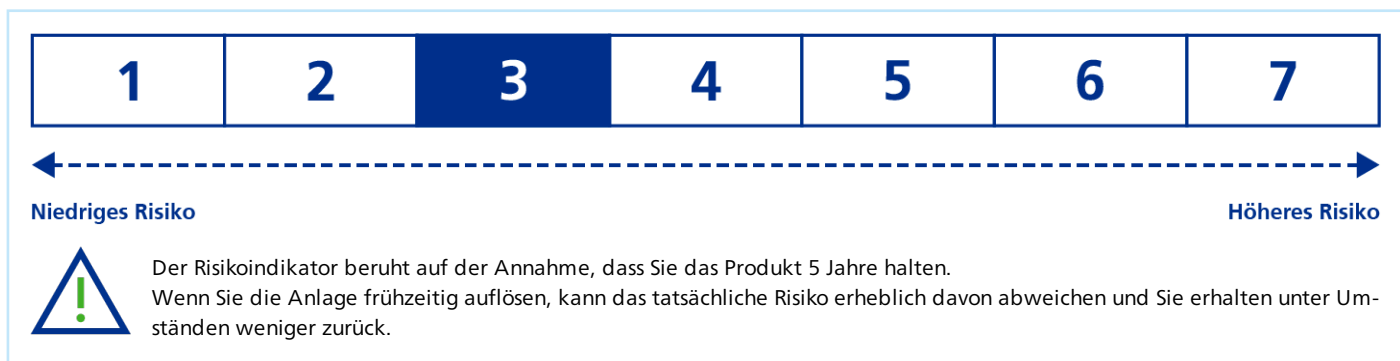 1 2 3 4 5 6 7
Niedriges Risiko Höheres Risiko
Der Risikoindikator beruht auf der Annahme, dass Sie das Produkt 5 Jahre halten.
Wenn Sie die Anlage frühzeitig auflösen, kann das tatsächliche Risiko erheblich davon abweichen und Sie erhalten unter Um-
ständen weniger zurück.